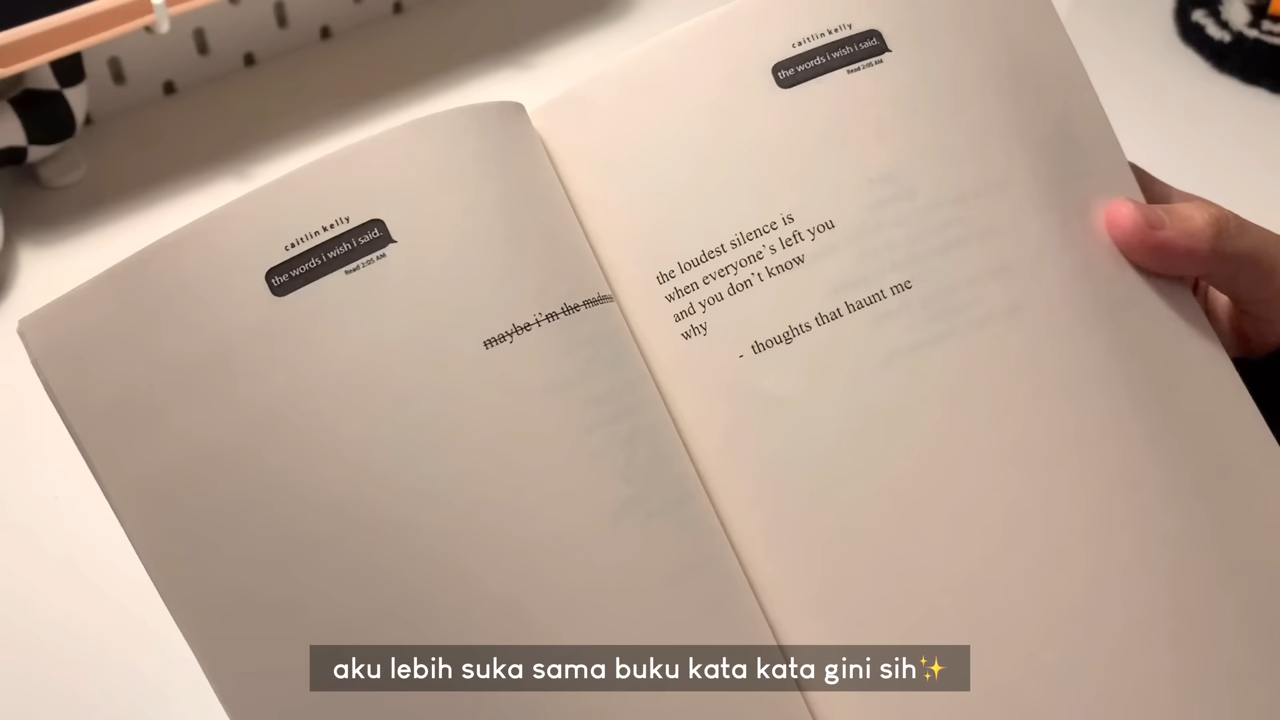 caitlin kelly
the words i wish i said.
Read 2:05 AM
maybe i'm the
caitlin kelly
the words i wish i said.
Read 2:05 AM
the loudest silence is
when everyone's left you
and you don't know
why
- thoughts that haunt me
aku lebih suka sama buku kata kata gini sih✨